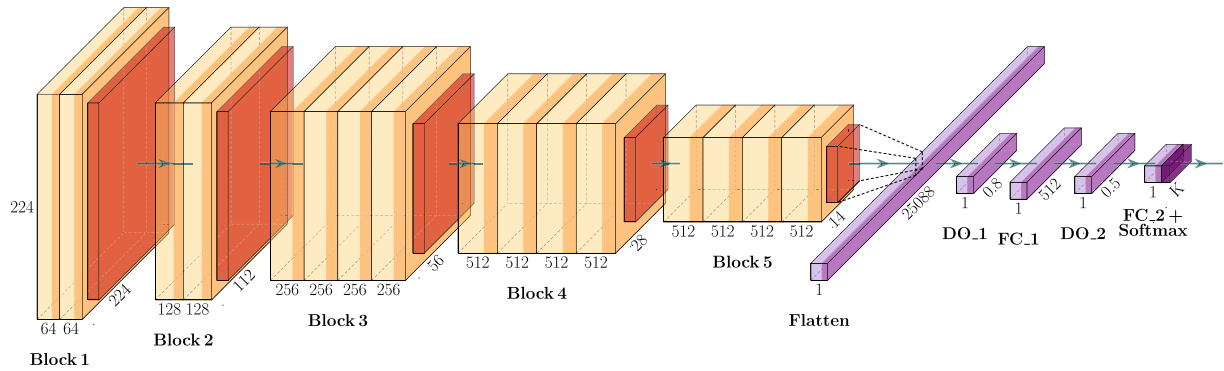 224
64 64
224
Block 1
128 128
112
Block 2
256 256 256 256
56
Block 3
512 512 512 512
28
Block 4
512 512 512 512
14
Block 5
1
25088
Flatten
1
0.8
DO_1
1
512
FC_1
1
0.5
DO_2
1
K
FC_2 +
Softmax